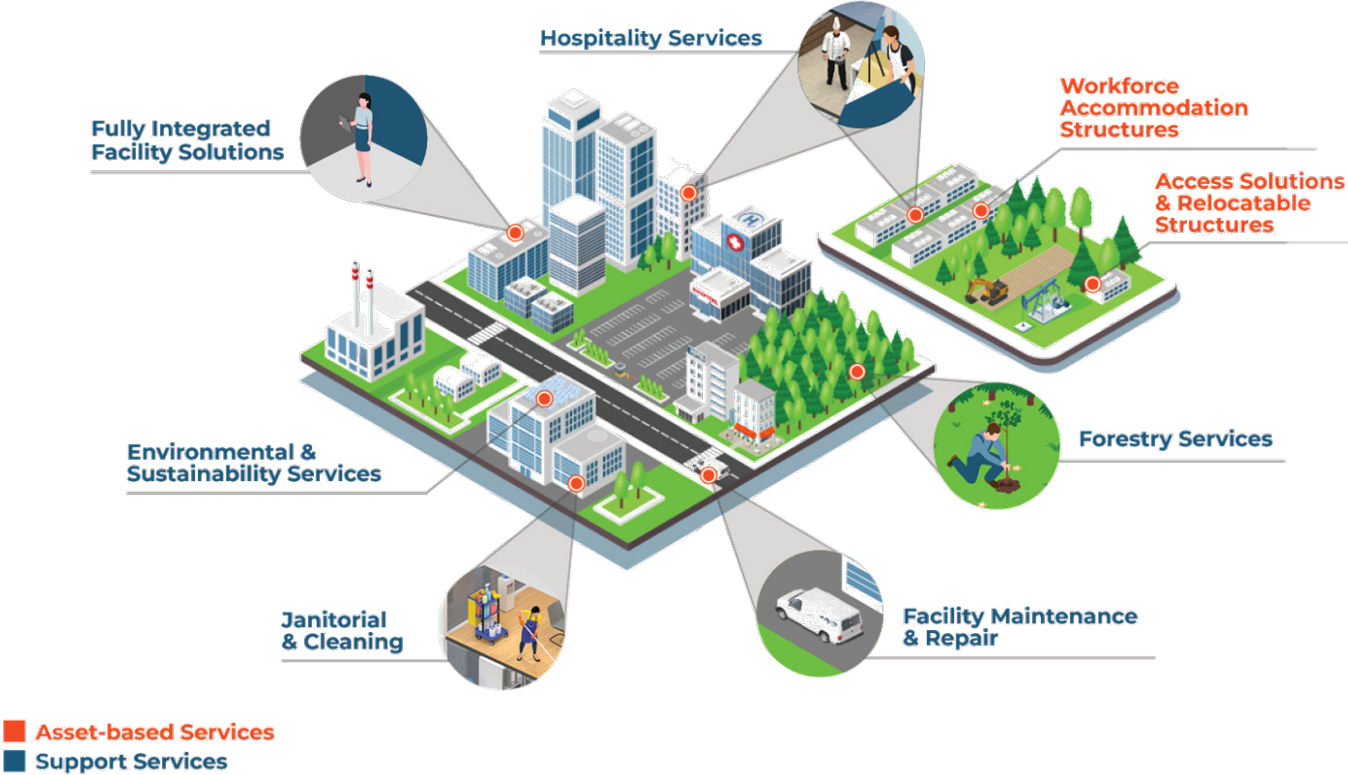 Hospitality Services
Workforce
Accommodation
Structures
Fully Integrated
Facility Solutions
Access Solutions
& Relocatable
Structures
HOSPITAL
Environmental &
Sustainability Services
Forestry Services
Janitorial
& Cleaning
Facility Maintenance
& Repair
Asset-based Services
Support Services